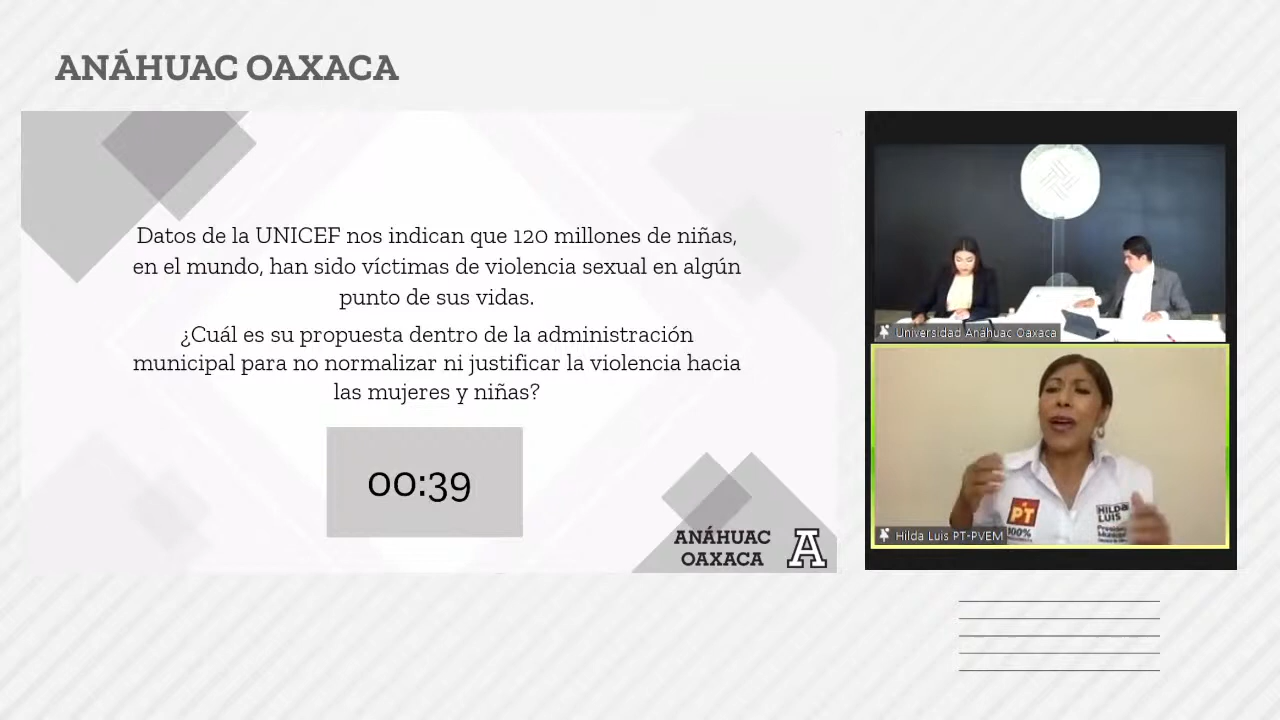 ANÁHUAC OAXACA
Datos de la UNICEF nos indican que 120 millones de niñas,
en el mundo, han sido víctimas de violencia sexual en algún
punto de sus vidas.
¿Cuál es su propuesta dentro de la administración
municipal para no normalizar ni justificar la violencia hacia
las mujeres y niñas?
00:39
ANÁHUAC
OAXACA
A
Universidad Anahuac Oaxaca
PT
100%
HILDA
LUIS
Hilda Luis PT-PVEM